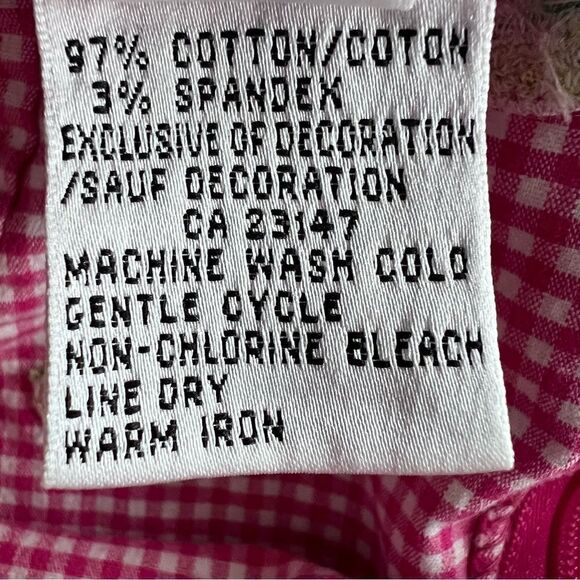 97% COTTON/COTON
3% SPANDEX
EXCLUSIVE OF DECORATION
/SAUF DECORATION
CA 23147
MACHINE WASH COLD
GENTLE CYCLE
NON-CHLORINE BLEACH
LINE DRY
WARM IRON